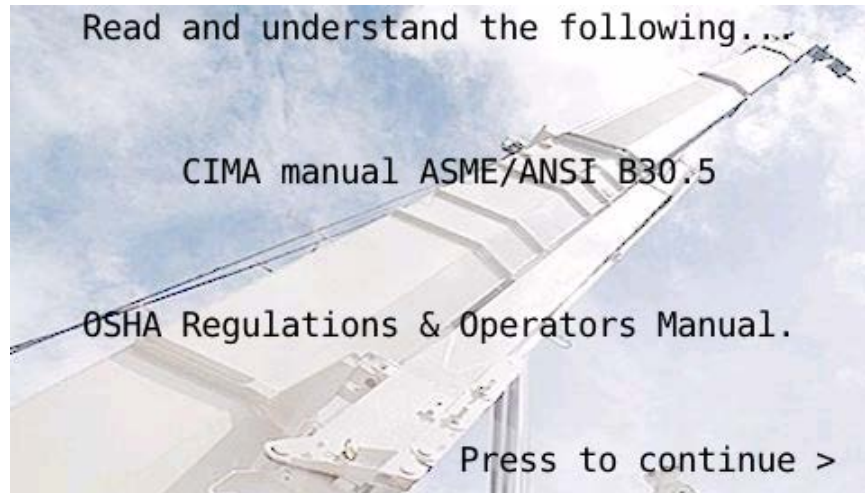 Read and understand the following...
CIMA manual ASME/ANSI B30.5
OSHA Regulations & Operators Manual.
Press to continue >